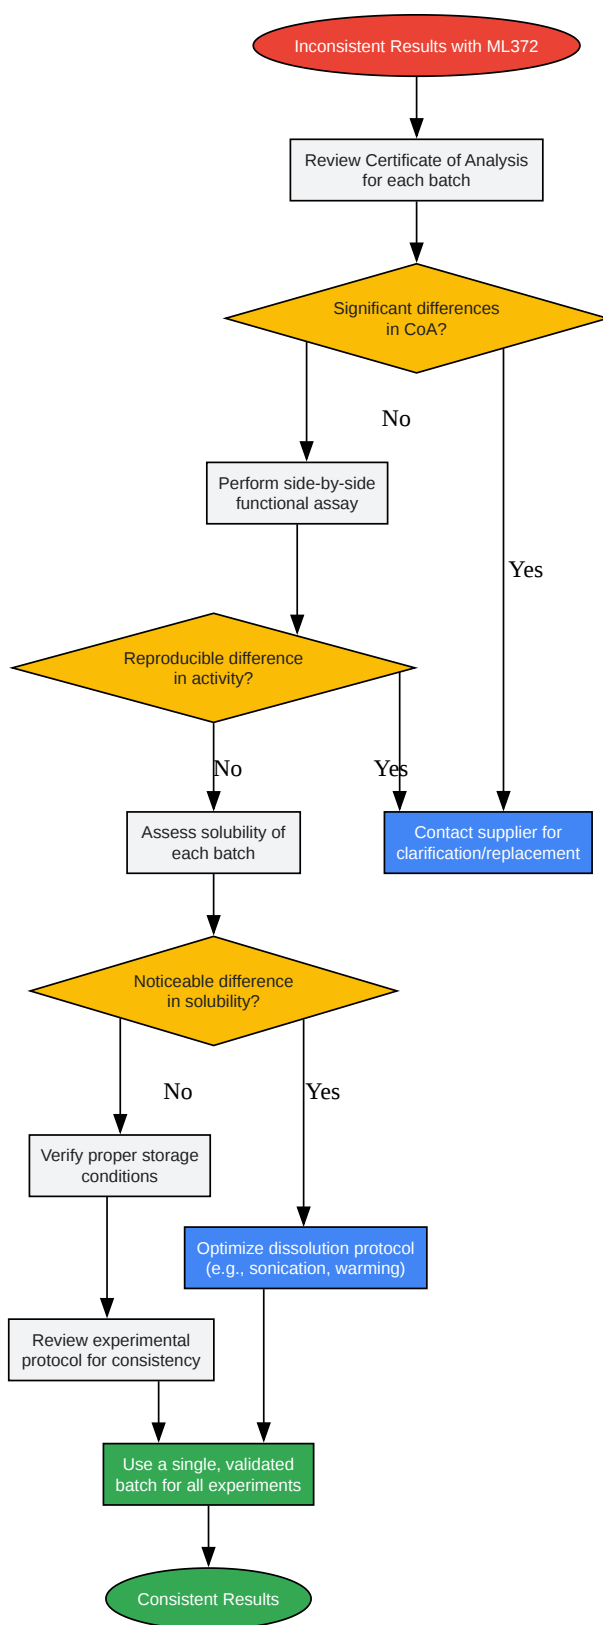 Inconsistent Results with ML372
Review Certificate of Analysis
for each batch
Significant differences
in CoA?
No
Perform side-by-side
functional assay
Yes
Reproducible difference
in activity?
No
Yes
Assess solubility of
each batch
Contact supplier for
clarification/replacement
Noticeable difference
in solubility?
No
Yes
Verify proper storage
conditions
Optimize dissolution protocol
(e.g., sonication, warming)
Review experimental
protocol for consistency
Use a single, validated
batch for all experiments
Consistent Results